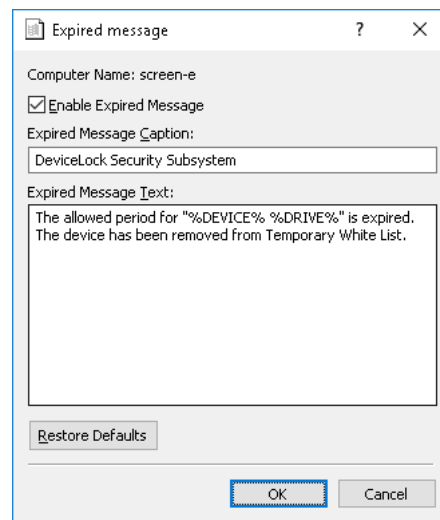 Expired message
Computer Name: screen-e
Enable Expired Message
Expired Message Caption:
DeviceLock Security Subsystem
Expired Message Text:
The allowed period for "%DEVICE% %DRIVE%" is expired.
The device has been removed from Temporary White List.
Restore Defaults
OK
Cancel